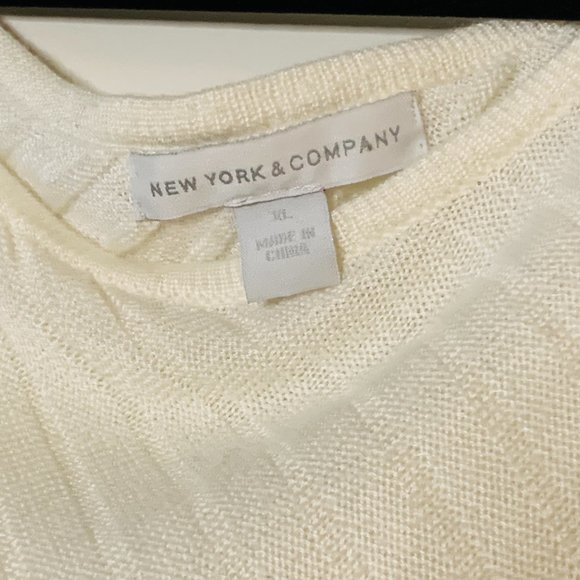 NEW YORK & COMPANY
XL
MADE IN
CHINA